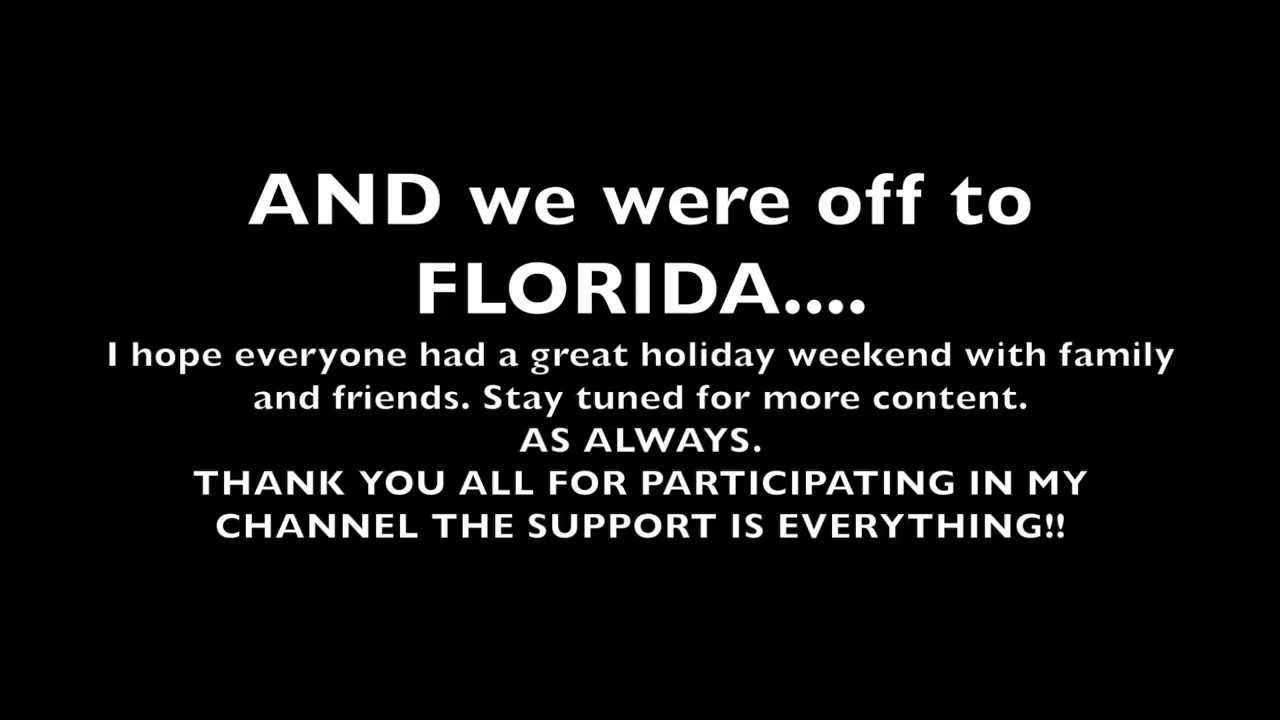 AND we were off to
FLORIDA....
I hope everyone had a great holiday weekend with family
and friends. Stay tuned for more content.
AS ALWAYS.
THANK YOU ALL FOR PARTICIPATING IN MY
CHANNEL THE SUPPORT IS EVERYTHING!!